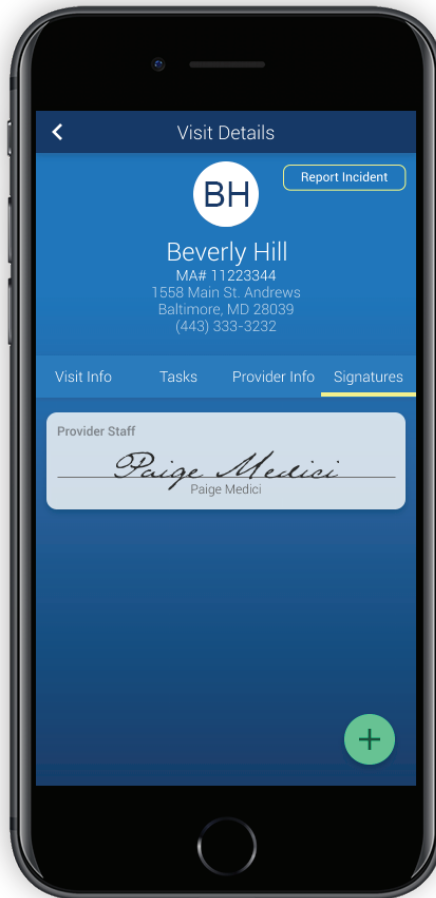 Visit Details
Report Incident
BH
Beverly Hill
MA# 11223344
1558 Main St. Andrews
Baltimore, MD 28039
(443) 333-3232
Visit Info Tasks Provider Info Signatures
Provider Staff
Paige Medici
Paige Medici
+